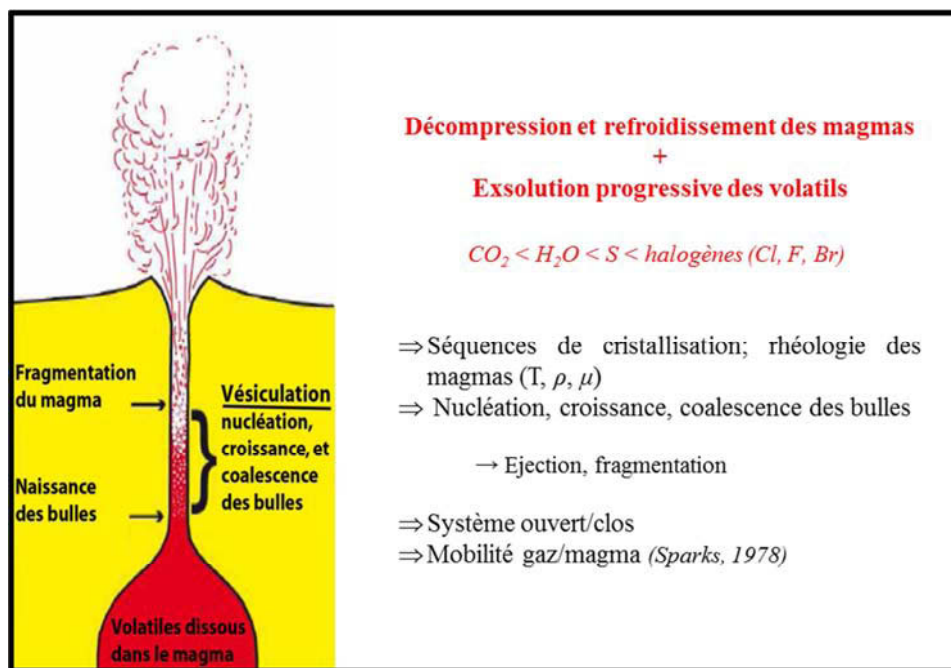 Décompression et refroidissement des magmas
+
Exsolution progressive des volatils
CO₂ < H₂O < S < halogènes (Cl, F, Br)
⇒ Séquences de cristallisation; rhéologie des
magmas (T, ρ, μ)
⇒ Nucléation, croissance, coalescence des bulles
→ Ejection, fragmentation
⇒ Système ouvert/clos
⇒ Mobilité gaz/magma (Sparks, 1978)
Fragmentation
du magma
Vésiculation
nucléation,
croissance, et
coalescence
des bulles
Naissance
des bulles
Volatiles dissous
dans le magma